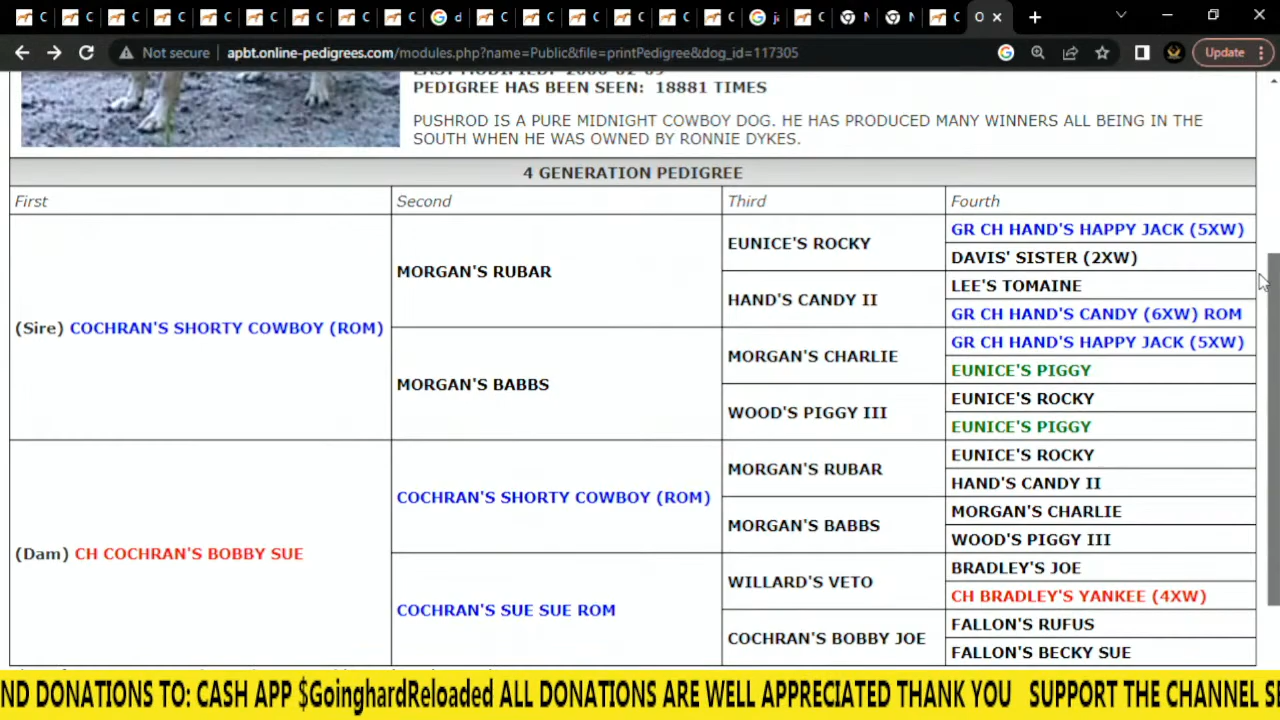 C
C
C
C
C
C
C
C
C
d
C
C
C
C
C
C
C
N
N
C
O
Not secure
apbt.online-pedigrees.com/modules.php?name=Public&file=printPedigree&dog_id=117305
Update
PEDIGREE HAS BEEN SEEN: 18881 TIMES
PUSHROD IS A PURE MIDNIGHT COWBOY DOG. HE HAS PRODUCED MANY WINNERS ALL BEING IN THE
SOUTH WHEN HE WAS OWNED BY RONNIE DYKES.
4 GENERATION PEDIGREE
First
Second
Third
Fourth
(Sire) COCHRAN'S SHORTY COWBOY (ROM)
MORGAN'S RUBAR
EUNICE'S ROCKY
GR CH HAND'S HAPPY JACK (5XW)
DAVIS' SISTER (2XW)
HAND'S CANDY II
LEE'S TOMAINE
GR CH HAND'S CANDY (6XW) ROM
MORGAN'S BABBS
MORGAN'S CHARLIE
GR CH HAND'S HAPPY JACK (5XW)
EUNICE'S PIGGY
WOOD'S PIGGY III
EUNICE'S ROCKY
EUNICE'S PIGGY
(Dam) CH COCHRAN'S BOBBY SUE
COCHRAN'S SHORTY COWBOY (ROM)
MORGAN'S RUBAR
EUNICE'S ROCKY
HAND'S CANDY II
MORGAN'S BABBS
MORGAN'S CHARLIE
WOOD'S PIGGY III
COCHRAN'S SUE SUE ROM
WILLARD'S VETO
BRADLEY'S JOE
CH BRADLEY'S YANKEE (4XW)
COCHRAN'S BOBBY JOE
FALLON'S RUFUS
FALLON'S BECKY SUE
ND DONATIONS TO: CASH APP $GoinghardReloaded ALL DONATIONS ARE WELL APPRECIATED THANK YOU SUPPORT THE CHANNEL